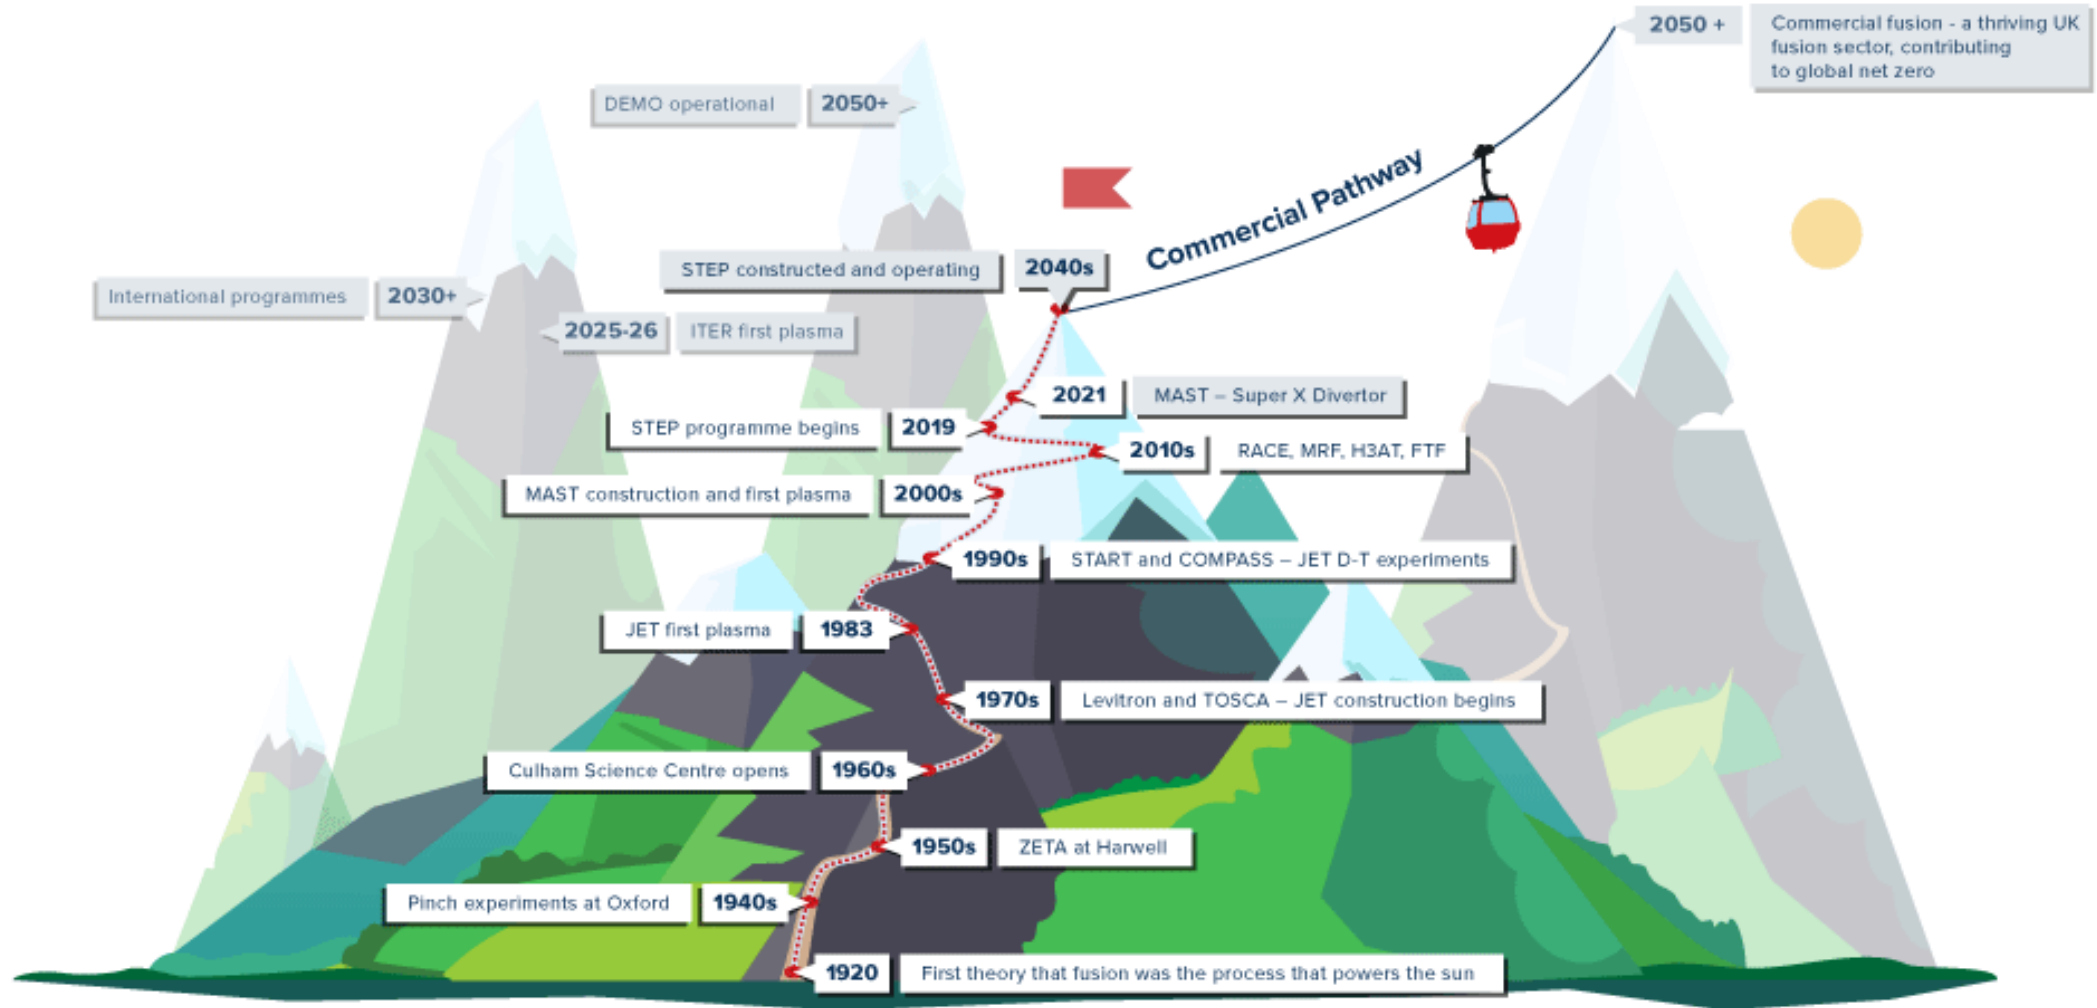 2050 +
Commercial fusion - a thriving UK
fusion sector, contributing
to global net zero
DEMO operational
2050+
Commercial Pathway
STEP constructed and operating
2040s
International programmes
2030+
2025-26
ITER first plasma
2021
MAST – Super X Divertor
STEP programme begins
2019
2010s
RACE, MRF, H3AT, FTF
MAST construction and first plasma
2000s
1990s
START and COMPASS – JET D-T experiments
JET first plasma
1983
1970s
Levitron and TOSCA – JET construction begins
Culham Science Centre opens
1960s
1950s
ZETA at Harwell
Pinch experiments at Oxford
1940s
1920
First theory that fusion was the process that powers the sun